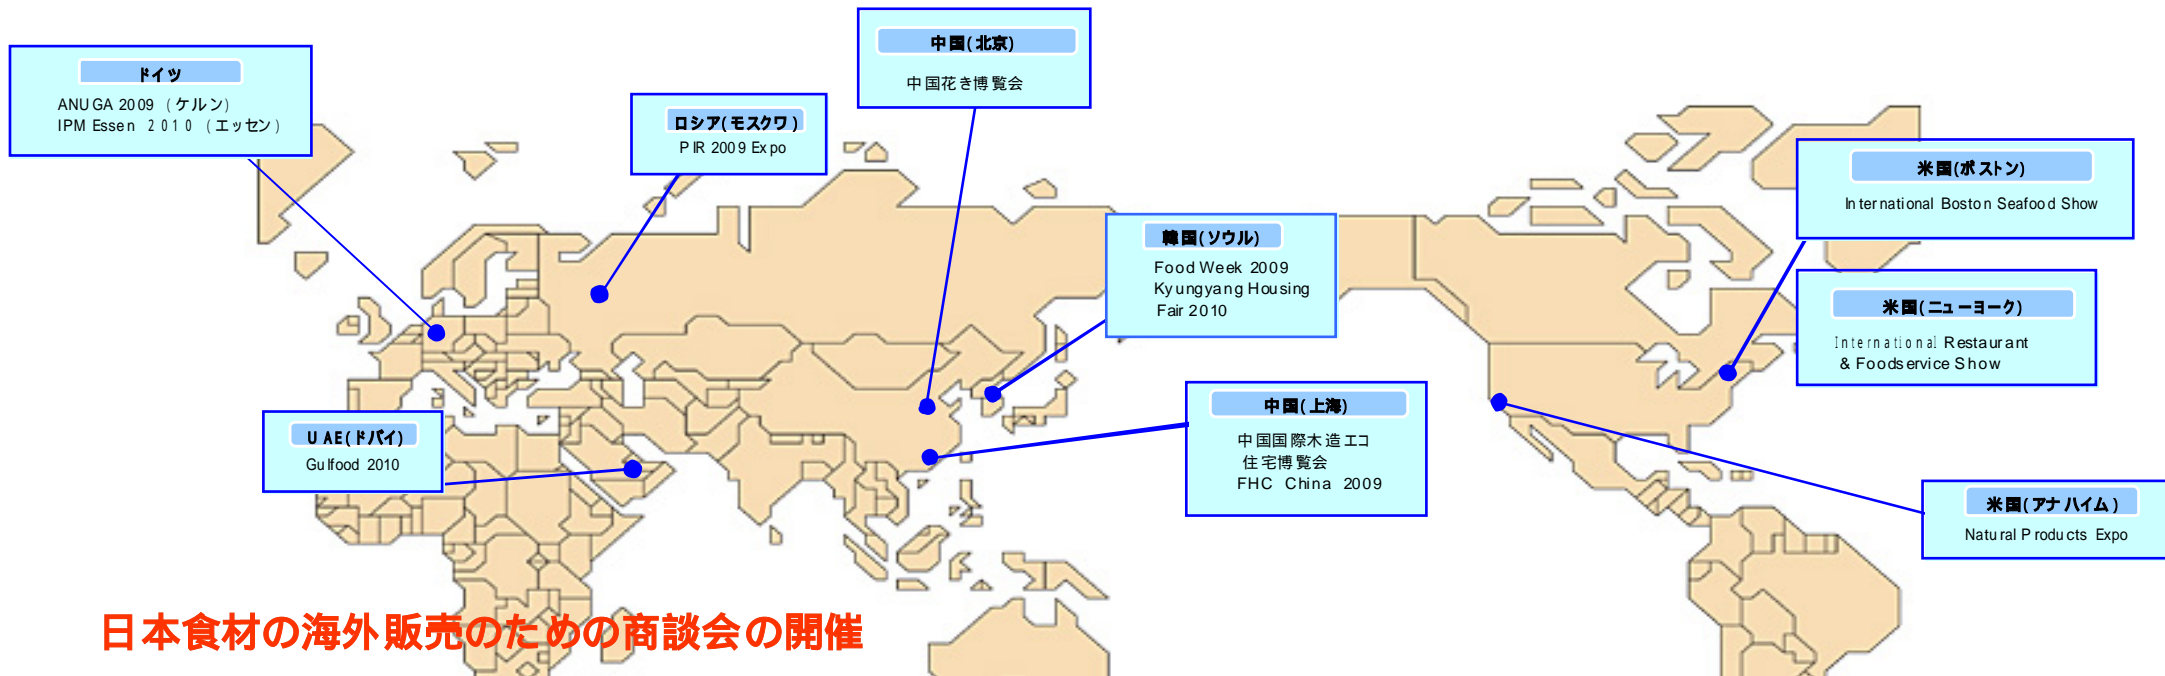 ドイツ
ANUGA 2009 (ケルン)
IPM Essen 2010 (エッセン)
ロシア(モスクワ)
PIR 2009 Expo
中国(北京)
中国花き博覧会
韓国(ソウル)
Food Week 2009
Kyungyang Housing
Fair 2010
米国(ボストン)
International Boston Seafood Show
米国(ニューヨーク)
International Restaurant
& Foodservice Show
UAE(ドバイ)
Gulfood 2010
中国(上海)
中国国際木造エコ
住宅博覧会
FHC China 2009
米国(アナハイム)
Natural Products Expo
日本食材の海外販売のための商談会の開催